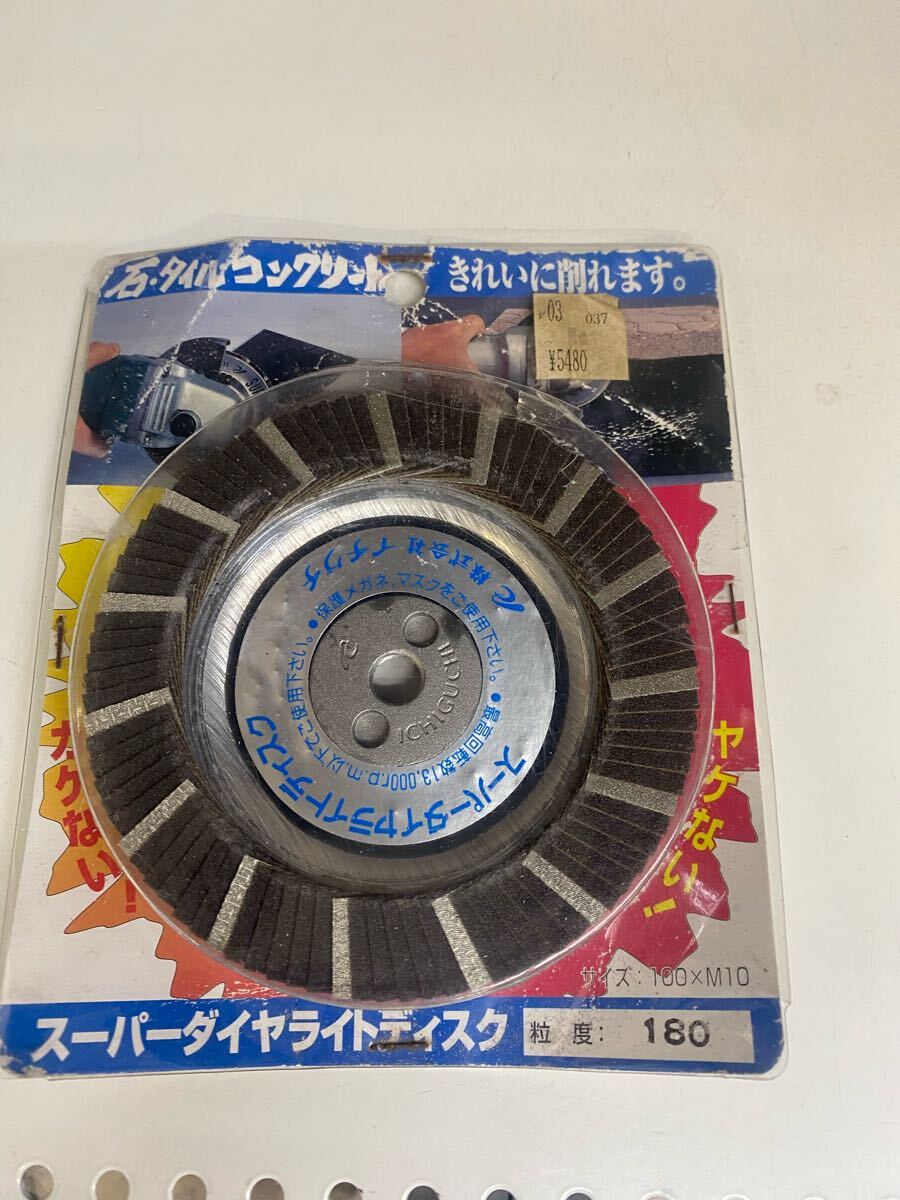 石・タイル コンクリート
きれいに削れます。
03 037
¥5480
株式会社 イチグチ
●保護メガネ、マスクをご使用下さい。
●最高回転数13,000r.p.m.以下でご使用下さい。
ICHIGUCHI
スーパーダイヤライトディスク
カケない!
ヤケない!
サイズ:100×M10
スーパーダイヤライトディスク
粒 度: 180